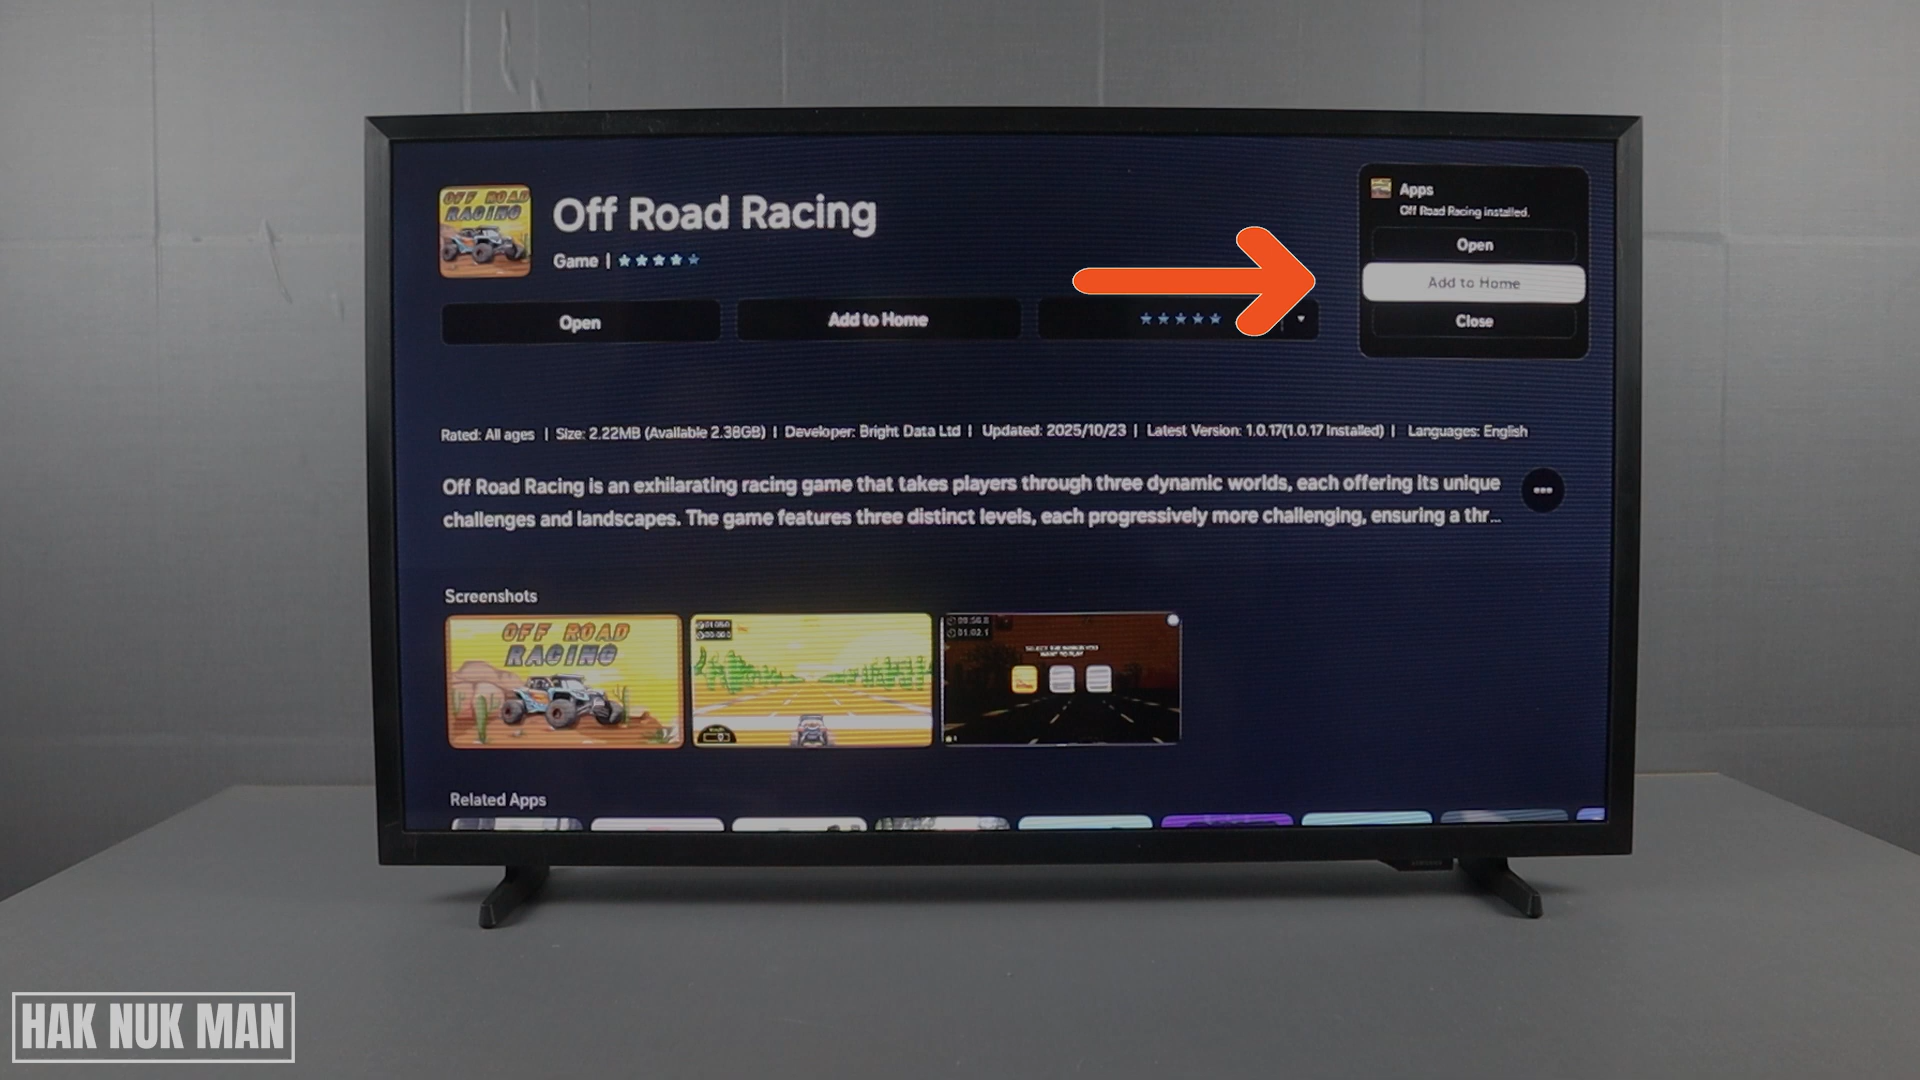 Off Road Racing
Game |
Open
Add to Home
Apps
Off Road Racing installed.
Open
Add to Home
Close
Rated: All ages | Size: 2.22MB (Available 2.38GB) | Developer: Bright Data Ltd | Updated: 2025/10/23 | Latest Version: 1.0.17(1.0.17 Installed) | Languages: English
Off Road Racing is an exhilarating racing game that takes players through three dynamic worlds, each offering its unique
challenges and landscapes. The game features three distinct levels, each progressively more challenging, ensuring a thr...
Screenshots
OFF ROAD
RACING
OFF ROAD
RACING
Related Apps
HAK NUK MAN